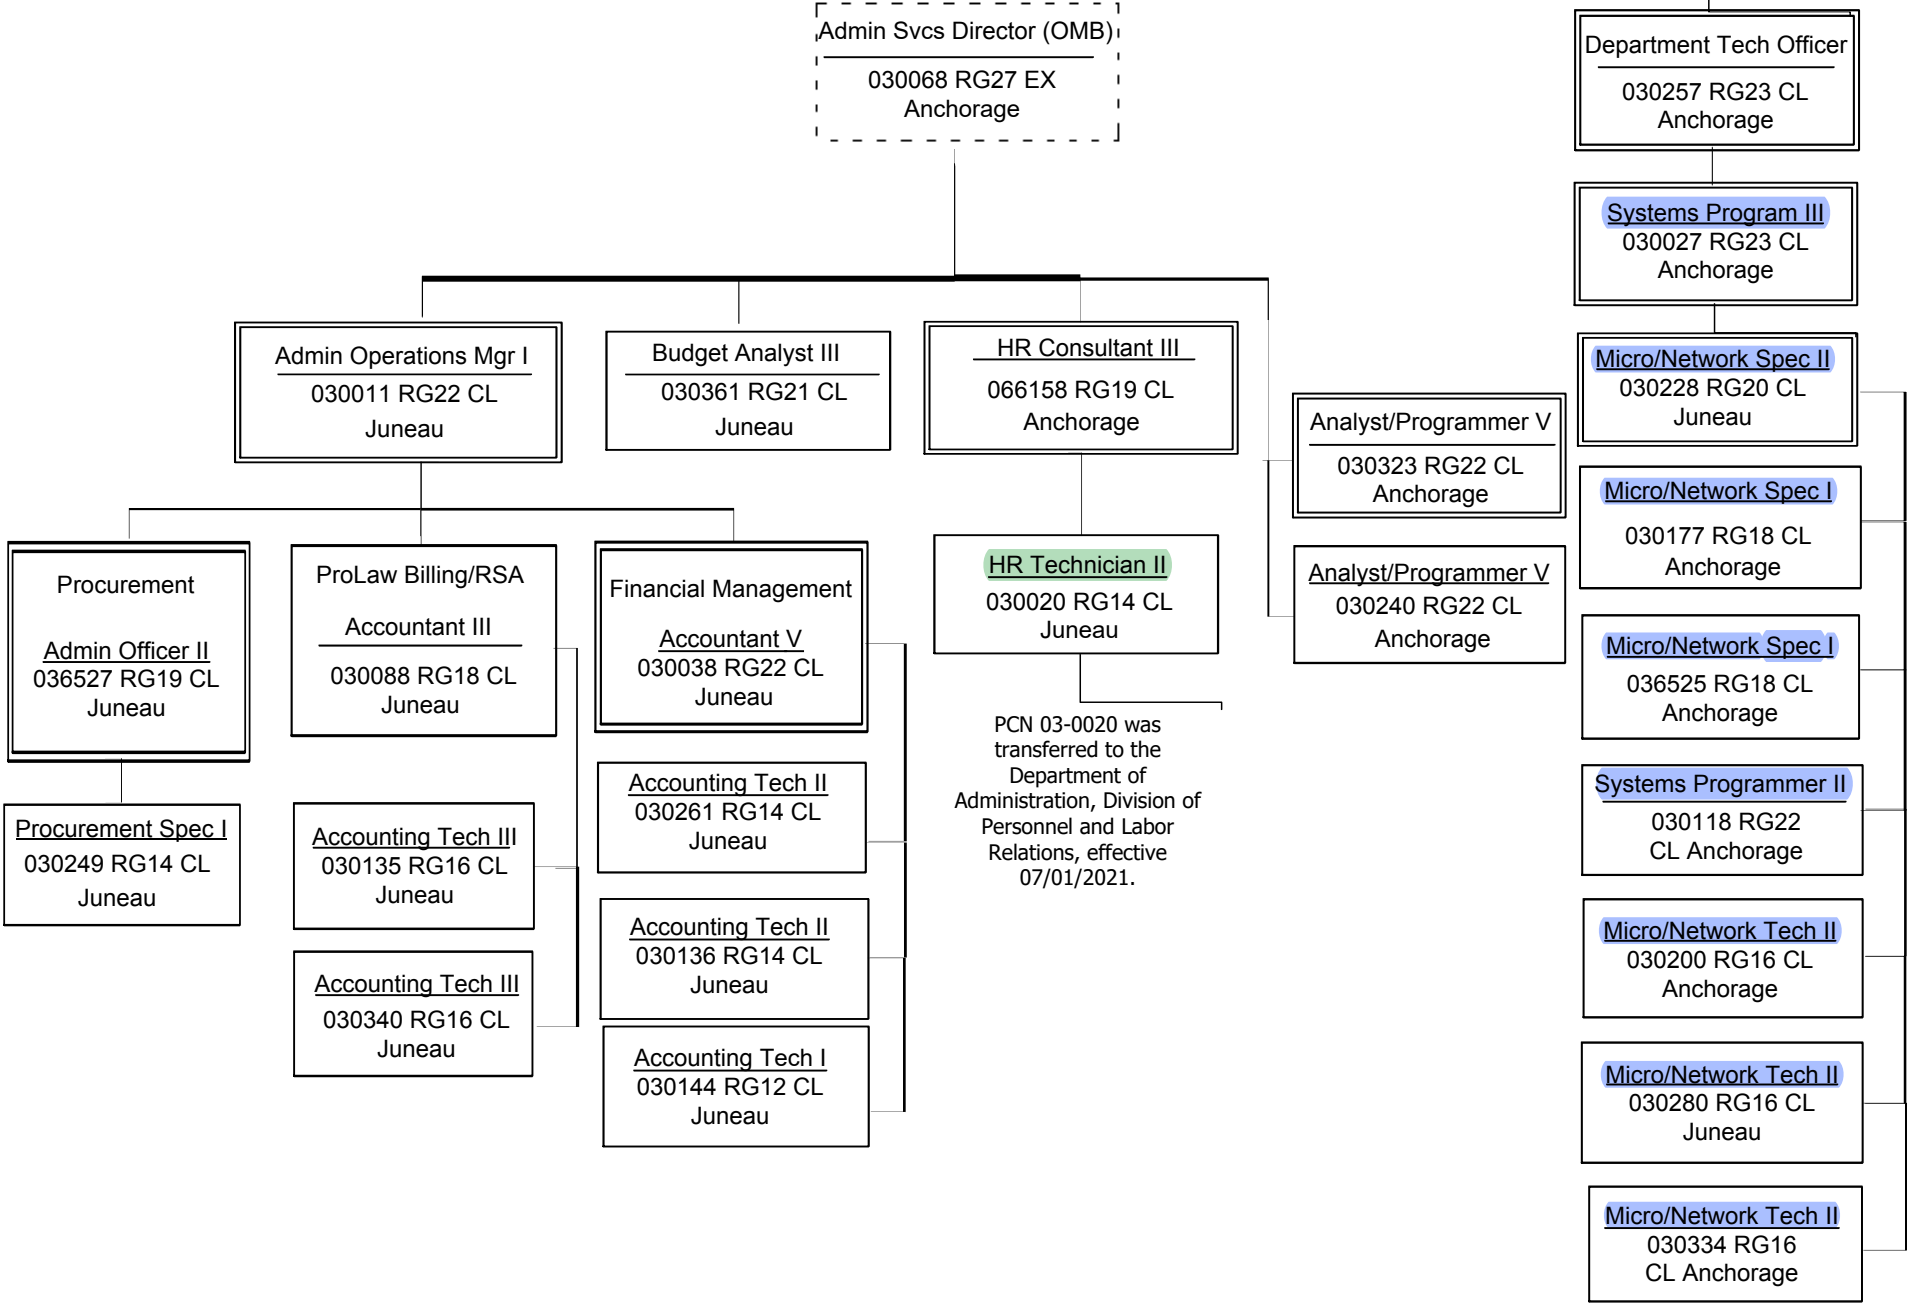 Admin Svcs Director (OMB)
030068 RG27 EX
Anchorage
Admin Operations Mgr I
030011 RG22 CL
Juneau
Budget Analyst III
030361 RG21 CL
Juneau
HR Consultant III
066158 RG19 CL
Anchorage
Analyst/Programmer V
030323 RG22 CL
Anchorage
Analyst/Programmer V
030240 RG22 CL
Anchorage
Procurement
Admin Officer II
036527 RG19 CL
Juneau
Procurement Spec I
030249 RG14 CL
Juneau
ProLaw Billing/RSA
Accountant III
030088 RG18 CL
Juneau
Accounting Tech III
030135 RG16 CL
Juneau
Accounting Tech III
030340 RG16 CL
Juneau
Financial Management
Accountant V
030038 RG22 CL
Juneau
Accounting Tech II
030261 RG14 CL
Juneau
Accounting Tech II
030136 RG14 CL
Juneau
Accounting Tech I
030144 RG12 CL
Juneau
HR Technician II
030020 RG14 CL
Juneau
PCN 03-0020 was
transferred to the
Department of
Administration, Division of
Personnel and Labor
Relations, effective
07/01/2021.
Department Tech Officer
030257 RG23 CL
Anchorage
Systems Program III
030027 RG23 CL
Anchorage
Micro/Network Spec II
030228 RG20 CL
Juneau
Micro/Network Spec I
030177 RG18 CL
Anchorage
Micro/Network Spec I
036525 RG18 CL
Anchorage
Systems Programmer II
030118 RG22
CL Anchorage
Micro/Network Tech II
030200 RG16 CL
Anchorage
Micro/Network Tech II
030280 RG16 CL
Juneau
Micro/Network Tech II
030334 RG16
CL Anchorage